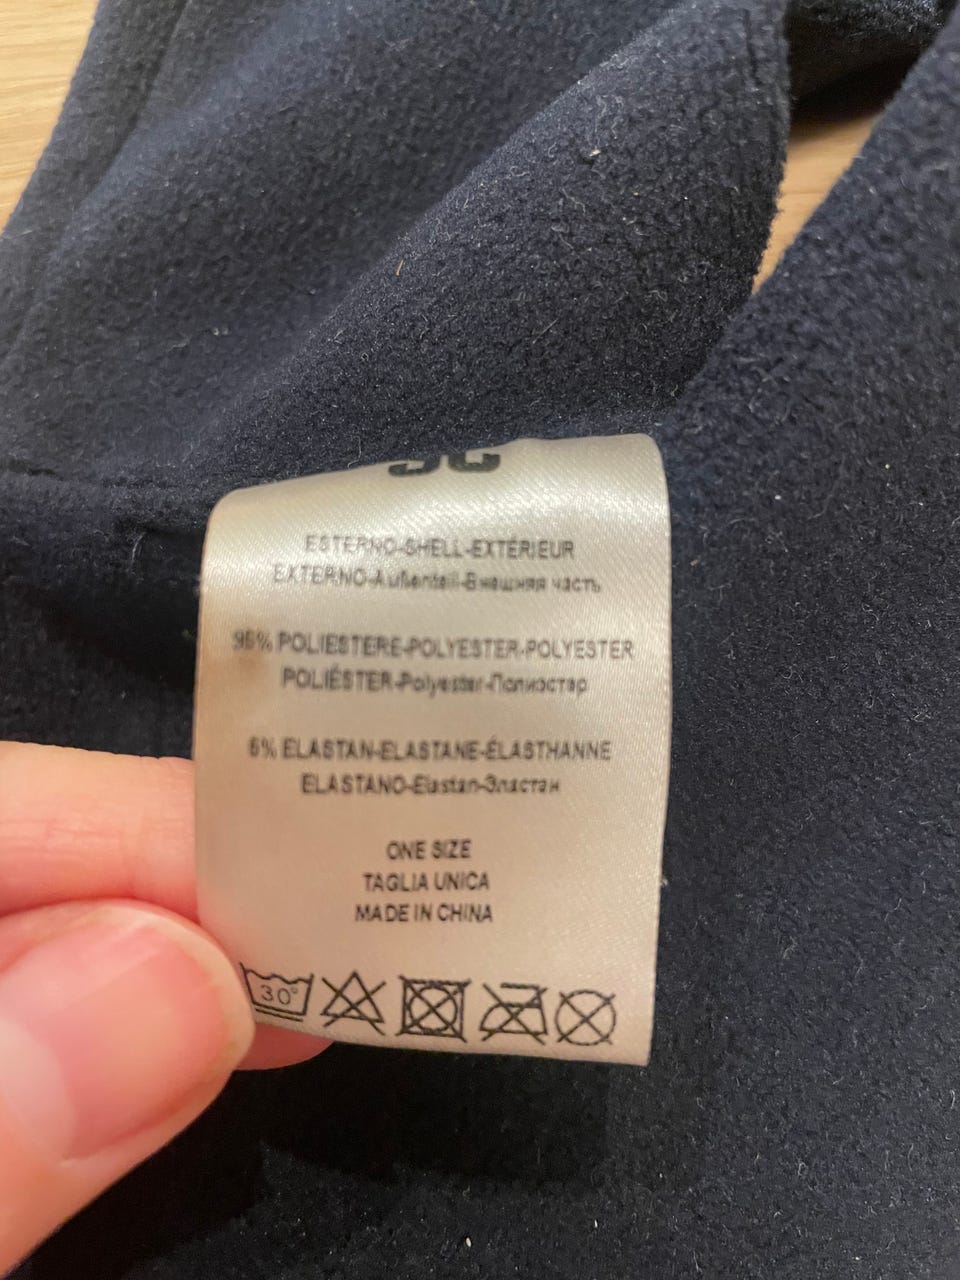 ESTERNO-SHELL-EXTÉRIEUR
EXTERNO-Außenteil-Внешняя часть
95% POLIESTERE-POLYESTER-POLYESTER
POLIÉSTER-Polyester-Полиэстер
5% ELASTAN-ELASTANE-ÉLASTHANNE
ELASTANO-Elastan-Эластан
ONE SIZE
TAGLIA UNICA
MADE IN CHINA
30°